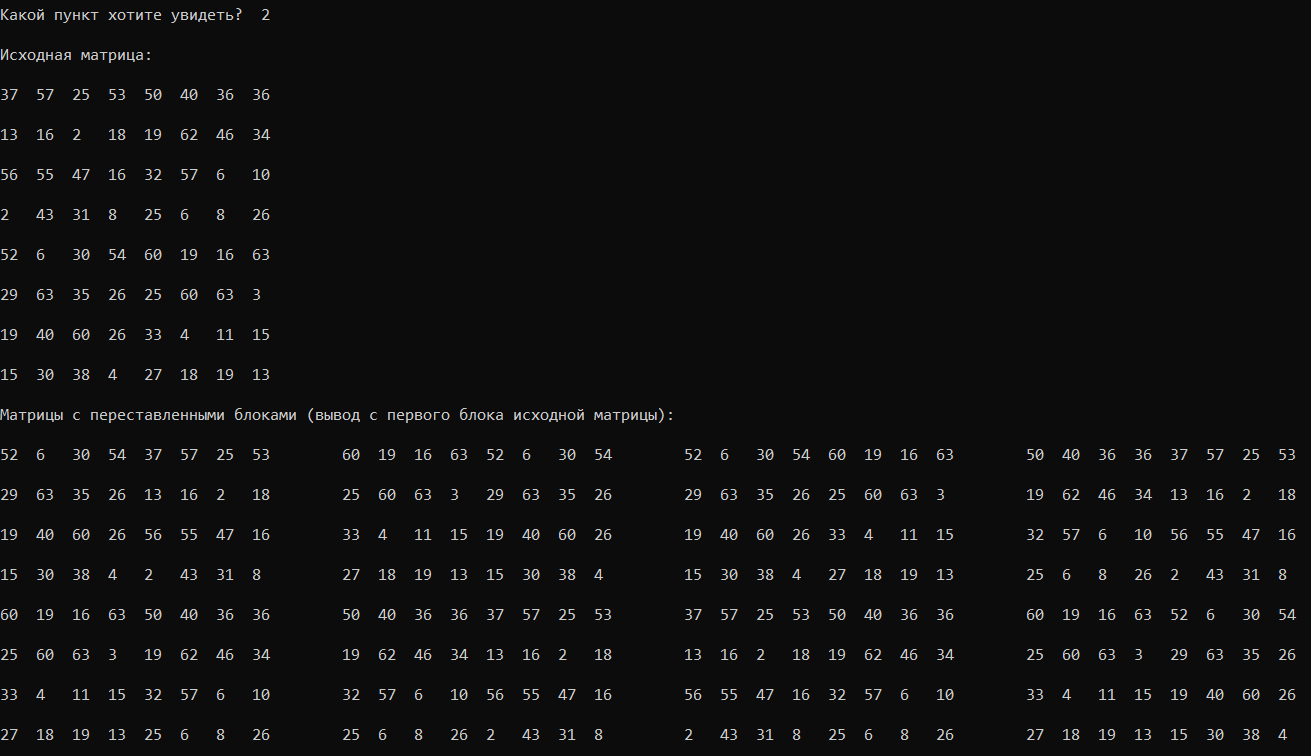 Какой пункт хотите увидеть?  2
Исходная матрица:
37  57  25  53  50  40  36  36
13  16  2   18  19  62  46  34
56  55  47  16  32  57  6   10
2   43  31  8   25  6   8   26
52  6   30  54  60  19  16  63
29  63  35  26  25  60  63  3
19  40  60  26  33  4   11  15
15  30  38  4   27  18  19  13
Матрицы с переставленными блоками (вывод с первого блока исходной матрицы):
52  6   30  54  37  57  25  53        60  19  16  63  52  6   30  54        52  6   30  54  60  19  16  63        50  40  36  36  37  57  25  53
29  63  35  26  13  16  2   18        25  60  63  3   29  63  35  26        29  63  35  26  25  60  63  3         19  62  46  34  13  16  2   18
19  40  60  26  56  55  47  16        33  4   11  15  19  40  60  26        19  40  60  26  33  4   11  15        32  57  6   10  56  55  47  16
15  30  38  4   2   43  31  8         27  18  19  13  15  30  38  4         15  30  38  4   27  18  19  13        25  6   8   26  2   43  31  8
60  19  16  63  50  40  36  36        50  40  36  36  37  57  25  53        37  57  25  53  50  40  36  36        60  19  16  63  52  6   30  54
25  60  63  3   19  62  46  34        19  62  46  34  13  16  2   18        13  16  2   18  19  62  46  34        25  60  63  3   29  63  35  26
33  4   11  15  32  57  6   10        32  57  6   10  56  55  47  16        56  55  47  16  32  57  6   10        33  4   11  15  19  40  60  26
27  18  19  13  25  6   8   26        25  6   8   26  2   43  31  8         2   43  31  8   25  6   8   26        27  18  19  13  15  30  38  4